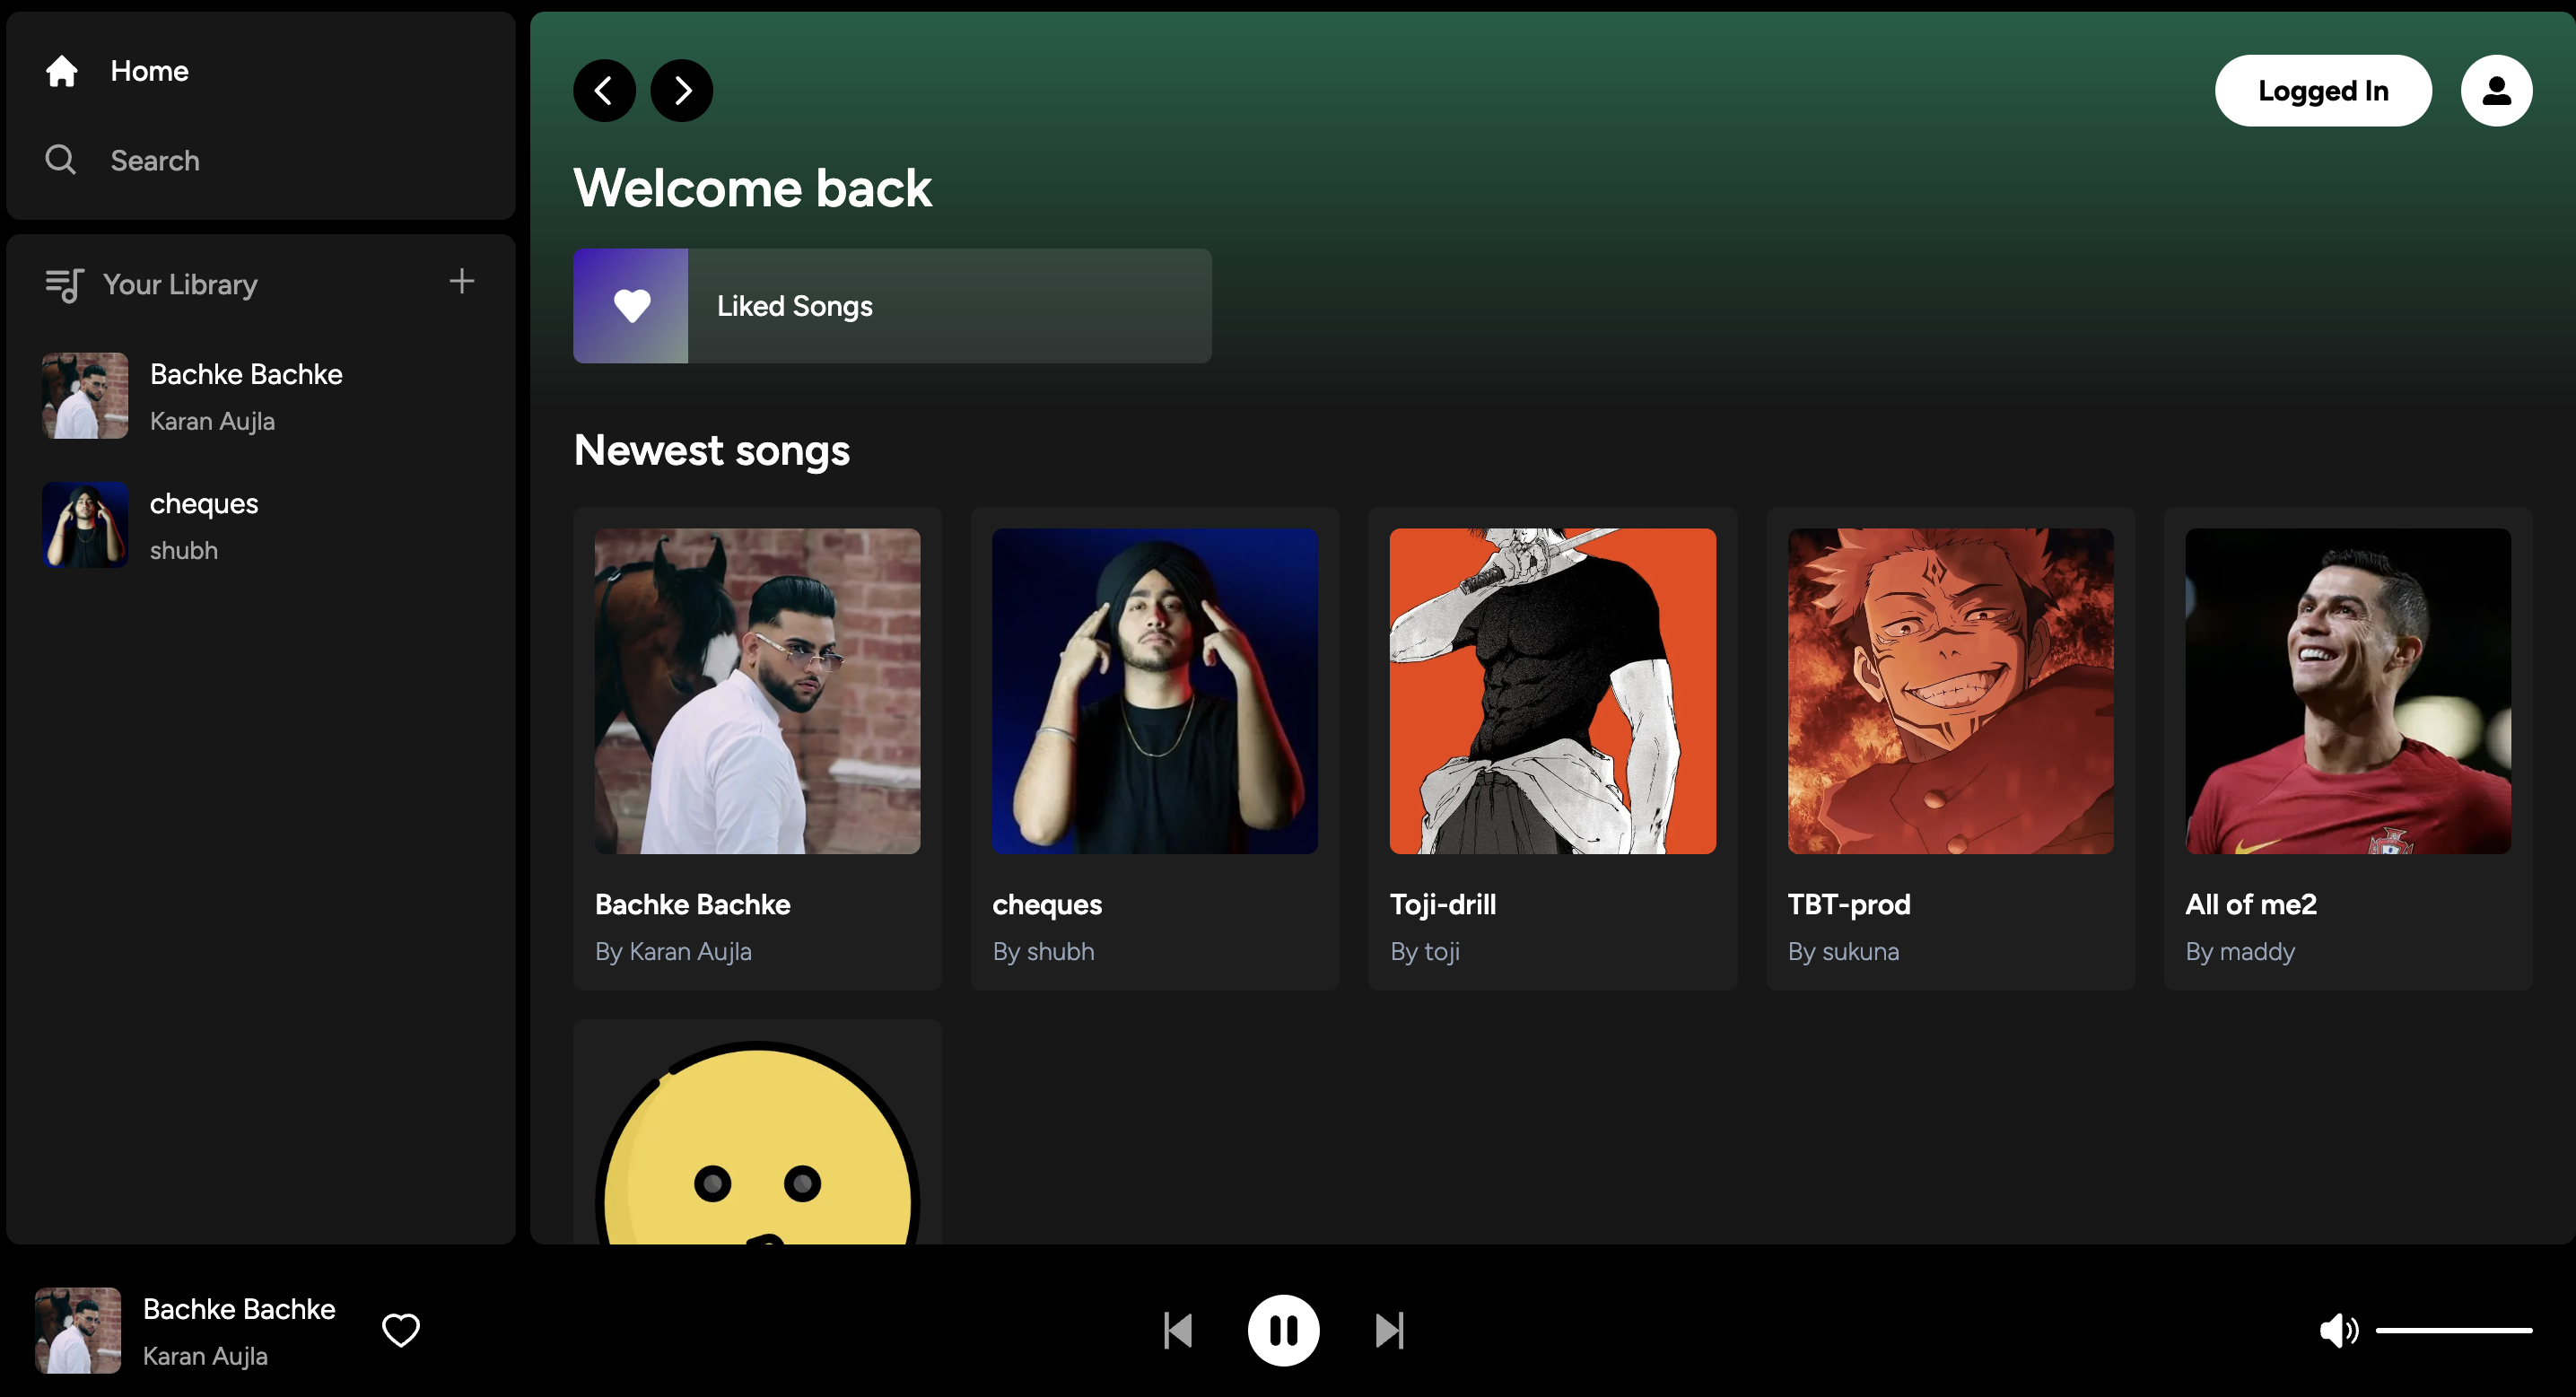 Home
Search
Your Library
Bachke Bachke
Karan Aujla
cheques
shubh
Logged In
Welcome back
Liked Songs
Newest songs
Bachke Bachke
By Karan Aujla
cheques
By shubh
Toji-drill
By toji
TBT-prod
By sukuna
All of me2
By maddy
Bachke Bachke
Karan Aujla